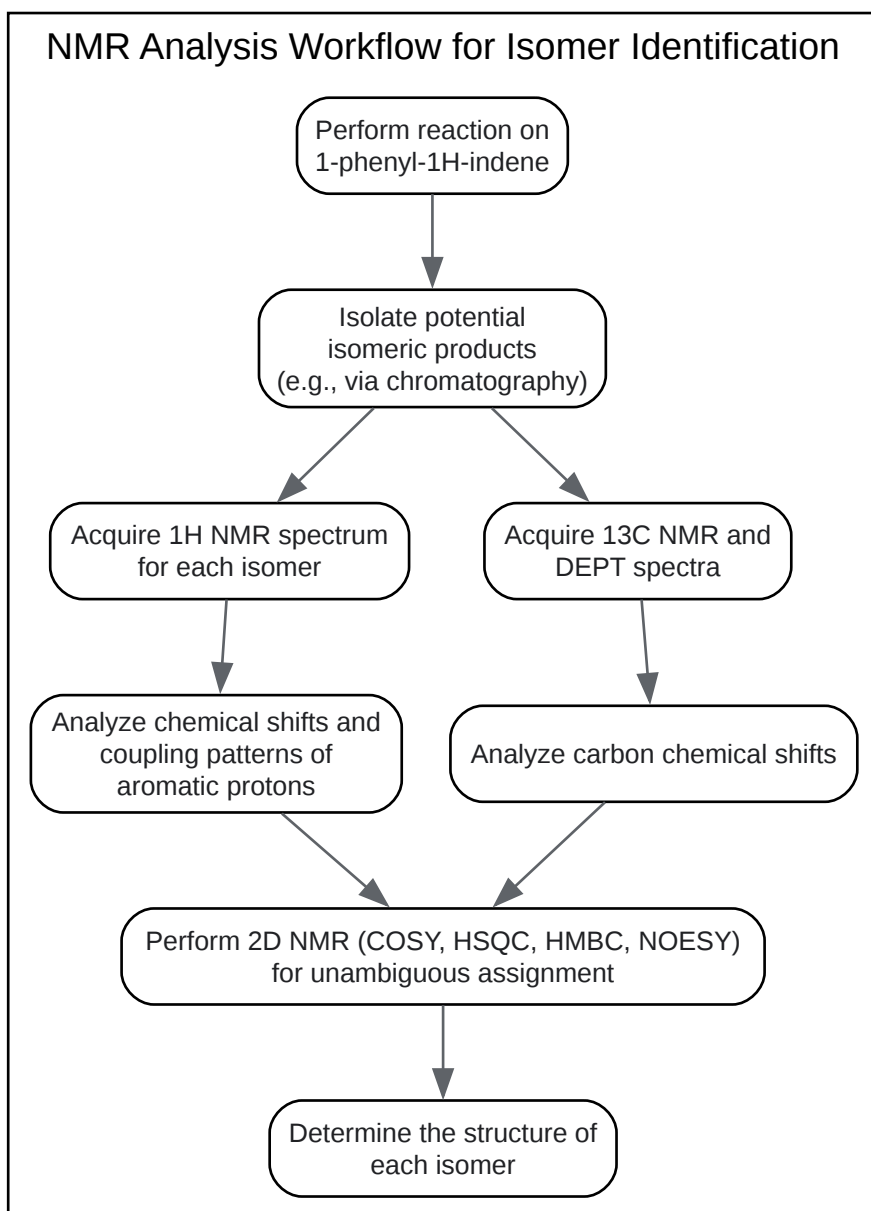 NMR Analysis Workflow for Isomer Identification
Perform reaction on
1-phenyl-1H-indene
Isolate potential
isomeric products
(e.g., via chromatography)
Acquire 1H NMR spectrum
for each isomer
Acquire 13C NMR and
DEPT spectra
Analyze chemical shifts and
coupling patterns of
aromatic protons
Analyze carbon chemical shifts
Perform 2D NMR (COSY, HSQC, HMBC, NOESY)
for unambiguous assignment
Determine the structure of
each isomer